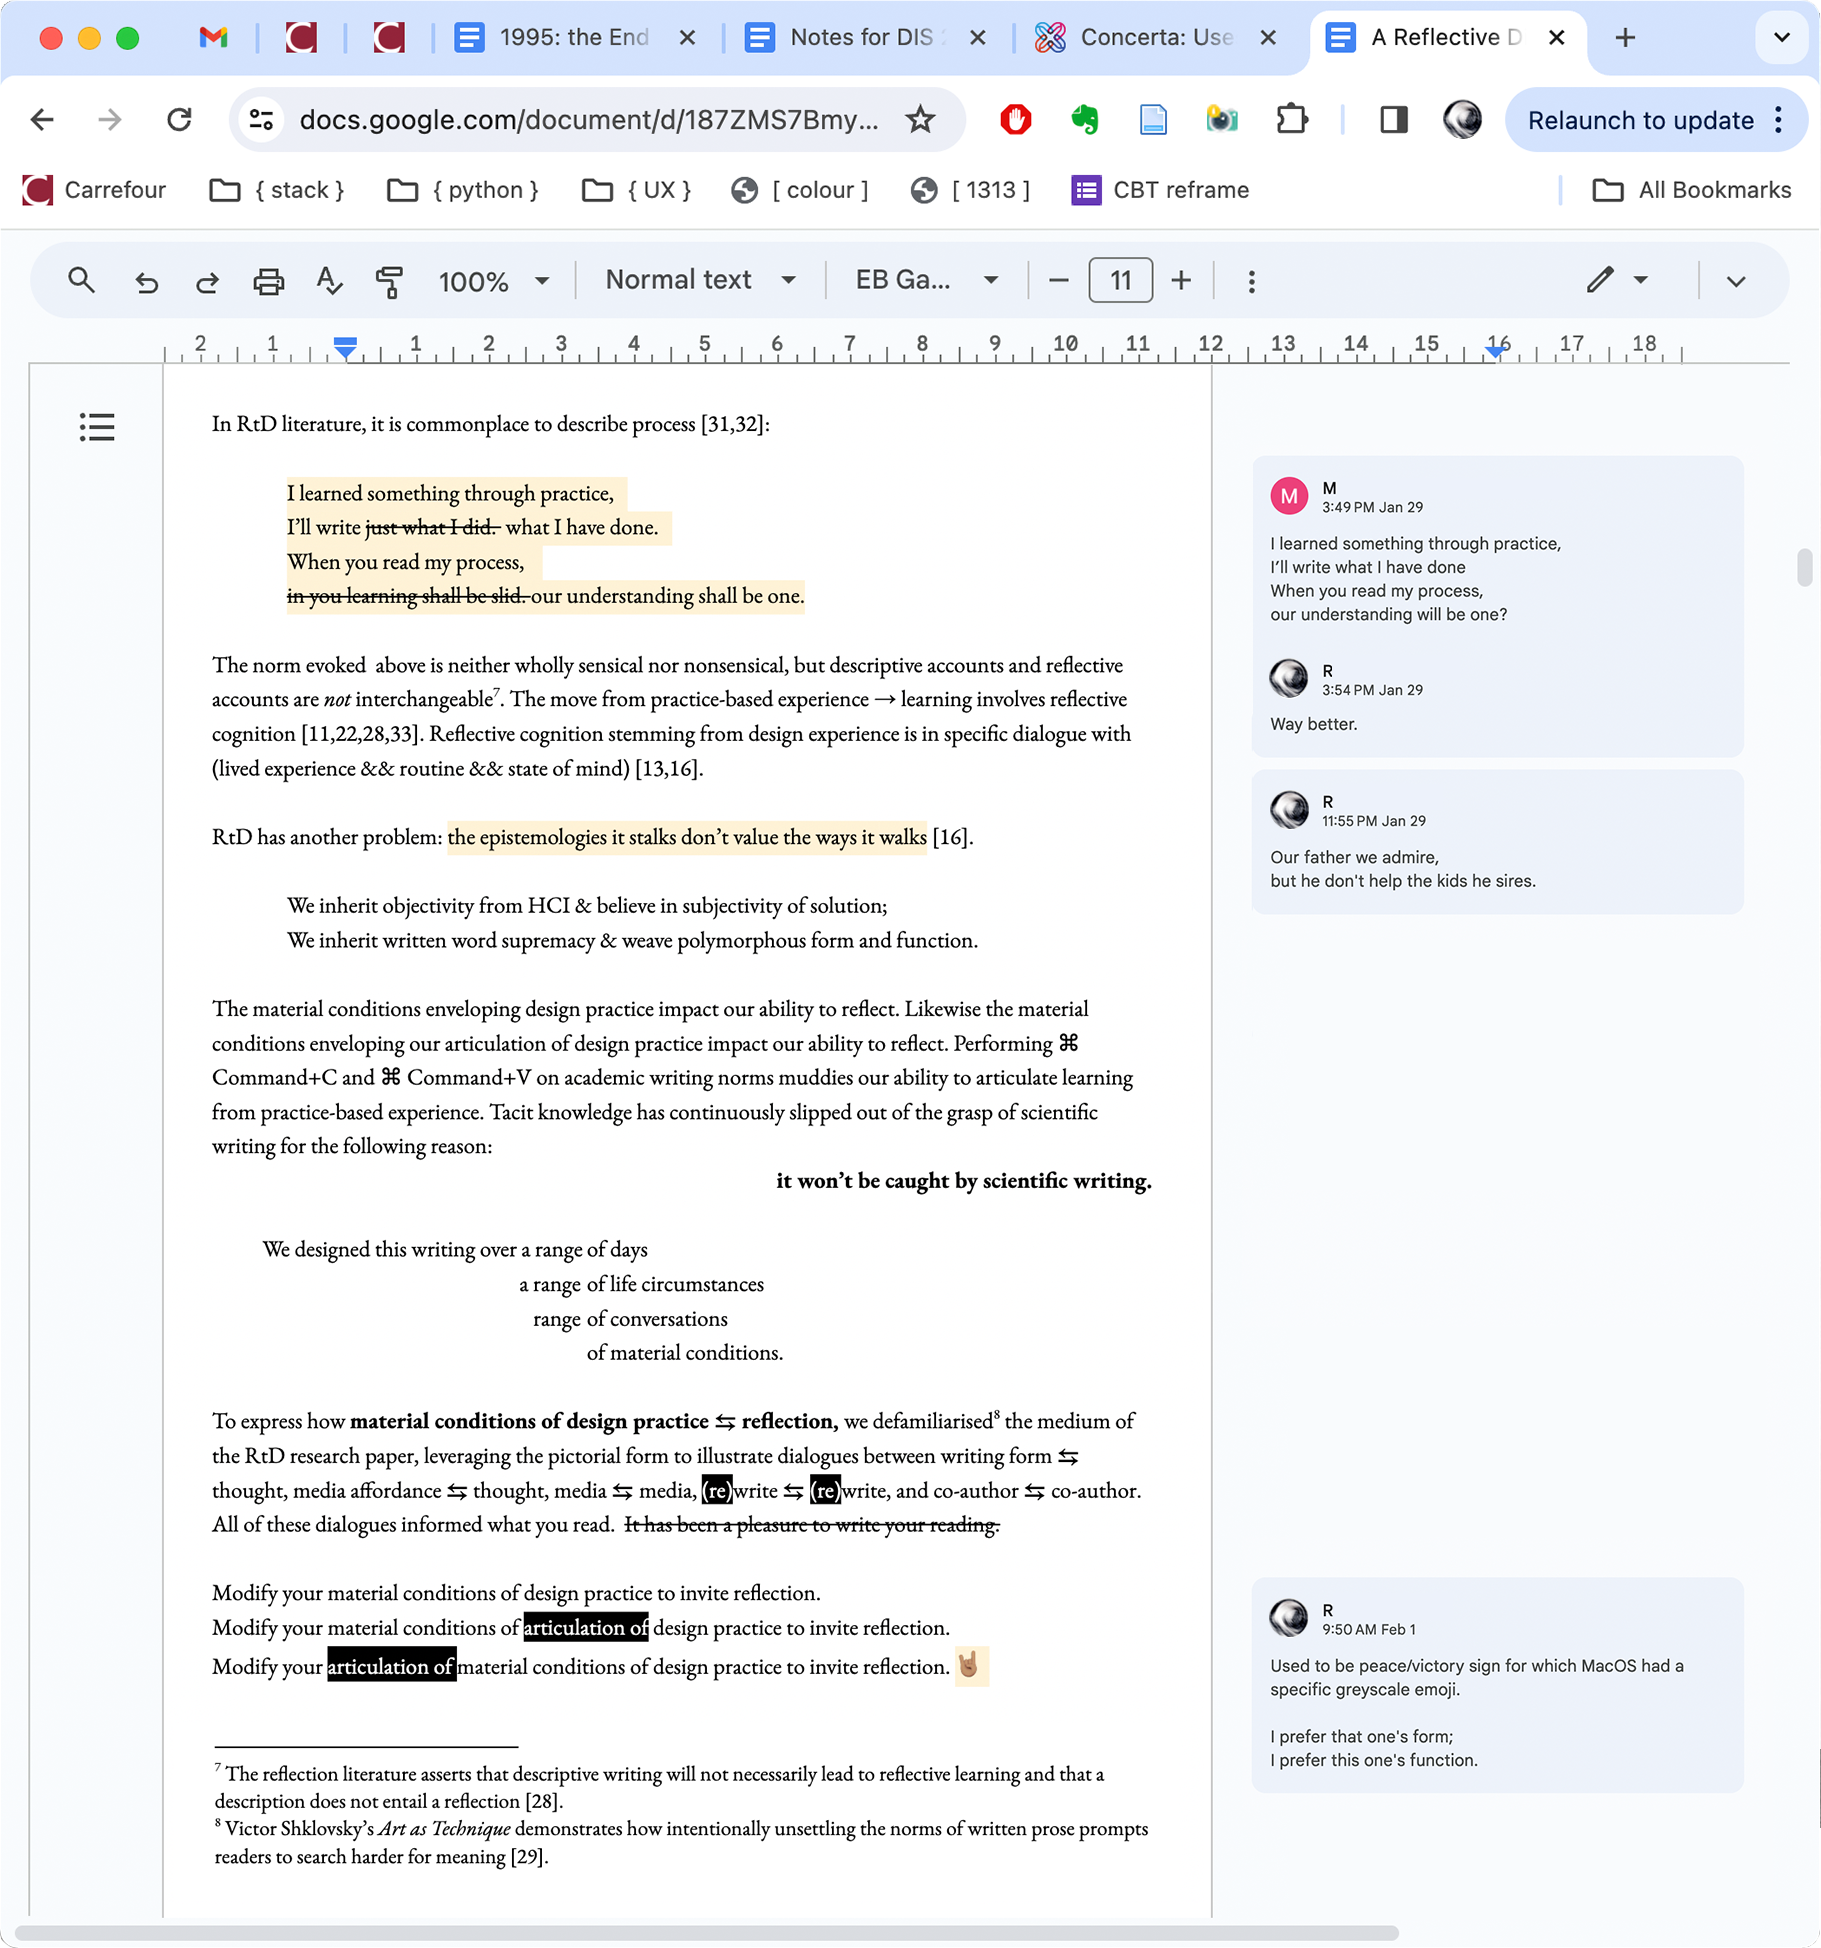 1995: the End
Notes for DIS
Concerta: Use
A Reflective D
docs.google.com/document/d/187ZMS7Bmy...
Relaunch to update
Carrefour
{ stack }
{ python }
{ UX }
[ colour ]
[ 1313 ]
CBT reframe
All Bookmarks
100%
Normal text
EB Ga...
11
2 1 1 2 3 4 5 6 7 8 9 10 11 12 13 14 15 16 17 18
In RtD literature, it is commonplace to describe process [31,32]:
I learned something through practice,
I’ll write just what I did. what I have done.
When you read my process,
in you learning shall be slid. our understanding shall be one.
The norm evoked above is neither wholly sensical nor nonsensical, but descriptive accounts and reflective
accounts are not interchangeable7. The move from practice-based experience → learning involves reflective
cognition [11,22,28,33]. Reflective cognition stemming from design experience is in specific dialogue with
(lived experience && routine && state of mind) [13,16].
RtD has another problem: the epistemologies it stalks don’t value the ways it walks [16].
We inherit objectivity from HCI & believe in subjectivity of solution;
We inherit written word supremacy & weave polymorphous form and function.
The material conditions enveloping design practice impact our ability to reflect. Likewise the material
conditions enveloping our articulation of design practice impact our ability to reflect. Performing ⌘
Command+C and ⌘ Command+V on academic writing norms muddies our ability to articulate learning
from practice-based experience. Tacit knowledge has continuously slipped out of the grasp of scientific
writing for the following reason:
it won’t be caught by scientific writing.
We designed this writing over a range of days
a range of life circumstances
range of conversations
of material conditions.
To express how material conditions of design practice ⇆ reflection, we defamiliarised8 the medium of
the RtD research paper, leveraging the pictorial form to illustrate dialogues between writing form ⇆
thought, media affordance ⇆ thought, media ⇆ media, (re)write ⇆ (re)write, and co-author ⇆ co-author.
All of these dialogues informed what you read. It has been a pleasure to write your reading.
Modify your material conditions of design practice to invite reflection.
Modify your material conditions of articulation of design practice to invite reflection.
Modify your articulation of material conditions of design practice to invite reflection. 🤘🏽
7 The reflection literature asserts that descriptive writing will not necessarily lead to reflective learning and that a
description does not entail a reflection [28].
8 Victor Shklovsky’s Art as Technique demonstrates how intentionally unsettling the norms of written prose prompts
readers to search harder for meaning [29].
M
M
3:49 PM Jan 29
I learned something through practice,
I’ll write what I have done
When you read my process,
our understanding will be one?
R
3:54 PM Jan 29
Way better.
R
11:55 PM Jan 29
Our father we admire,
but he don't help the kids he sires.
R
9:50 AM Feb 1
Used to be peace/victory sign for which MacOS had a
specific greyscale emoji.
I prefer that one's form;
I prefer this one's function.